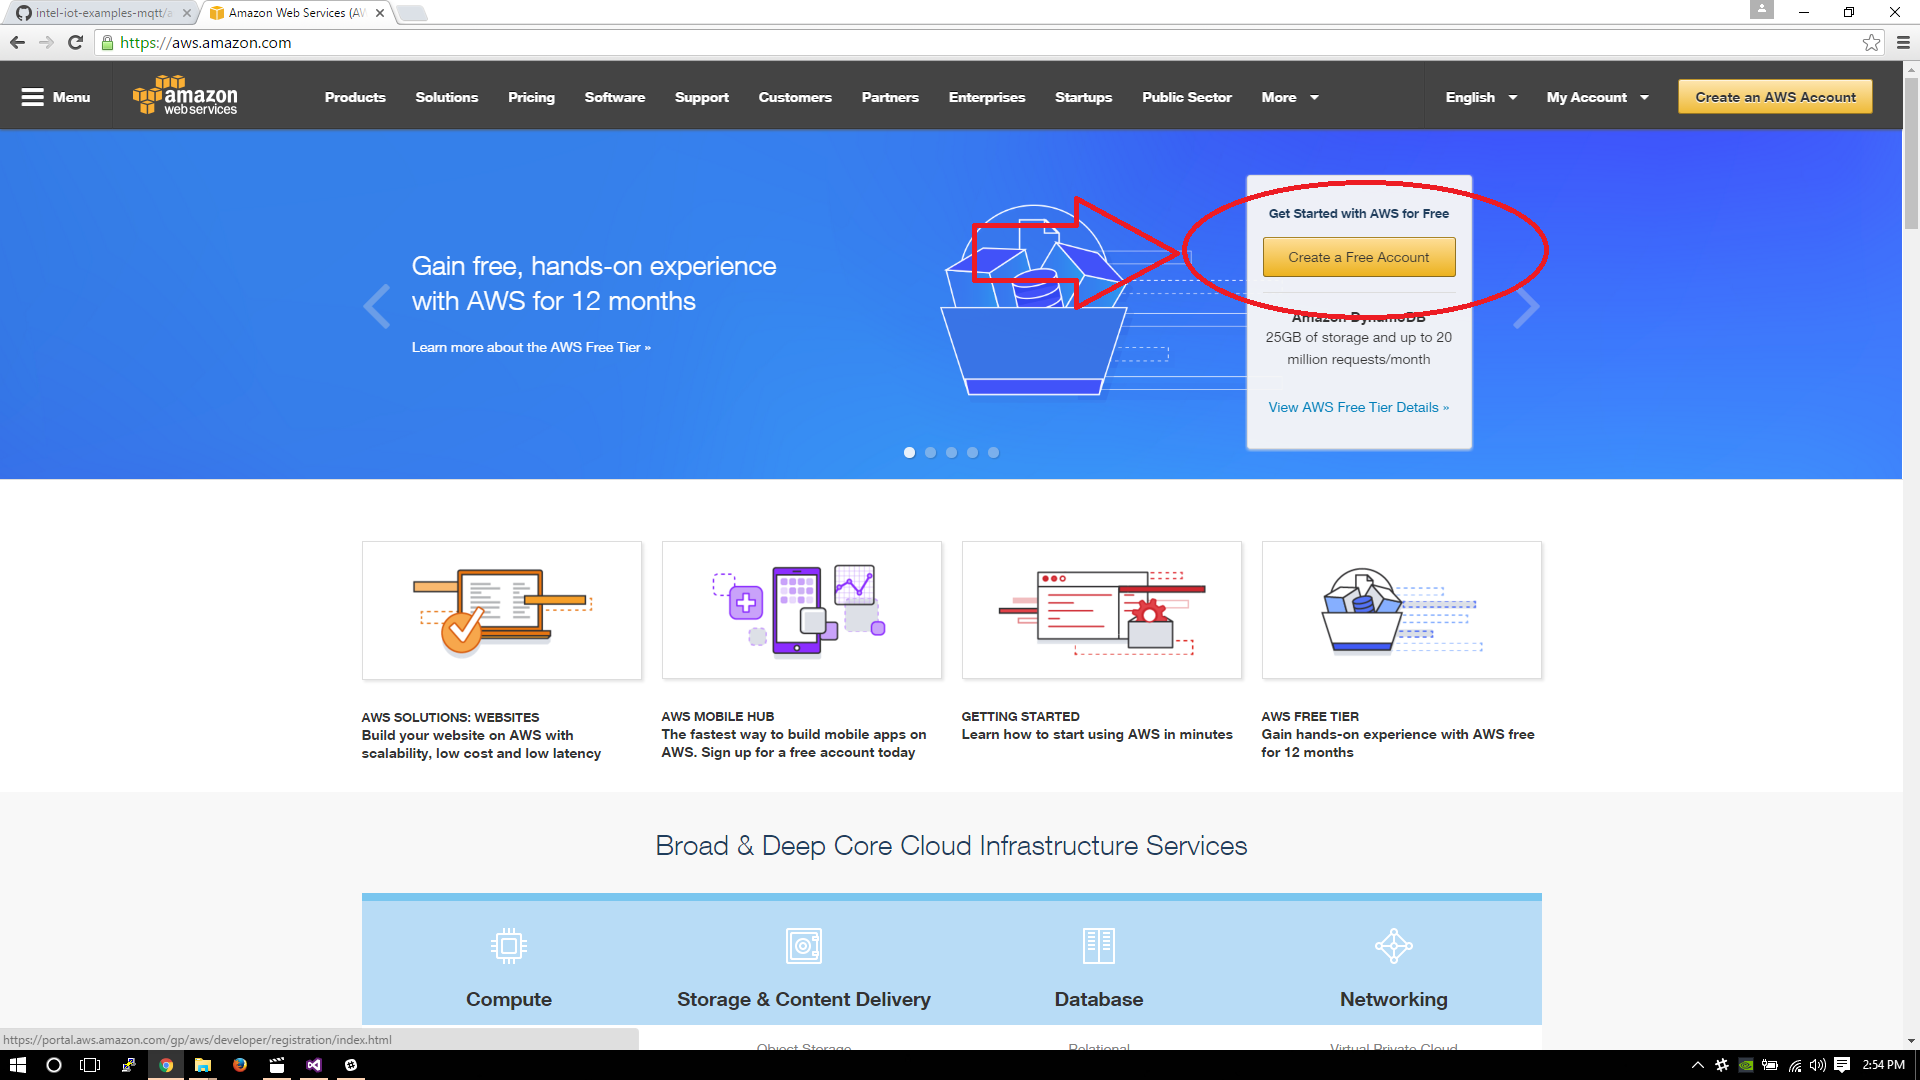 intel-iot-examples-mqtt/a
Amazon Web Services (AW
https://aws.amazon.com
Menu
amazon
web services
Products
Solutions
Pricing
Software
Support
Customers
Partners
Enterprises
Startups
Public Sector
More
English
My Account
Create an AWS Account
Gain free, hands-on experience
with AWS for 12 months
Learn more about the AWS Free Tier »
Get Started with AWS for Free
Create a Free Account
Amazon DynamoDB
25GB of storage and up to 20
million requests/month
View AWS Free Tier Details »
AWS SOLUTIONS: WEBSITES
Build your website on AWS with
scalability, low cost and low latency
AWS MOBILE HUB
The fastest way to build mobile apps on
AWS. Sign up for a free account today
GETTING STARTED
Learn how to start using AWS in minutes
AWS FREE TIER
Gain hands-on experience with AWS free
for 12 months
Broad & Deep Core Cloud Infrastructure Services
Compute
Storage & Content Delivery
Database
Networking
Object Storage
Relational
Virtual Private Cloud
https://portal.aws.amazon.com/gp/aws/developer/registration/index.html
2:54 PM